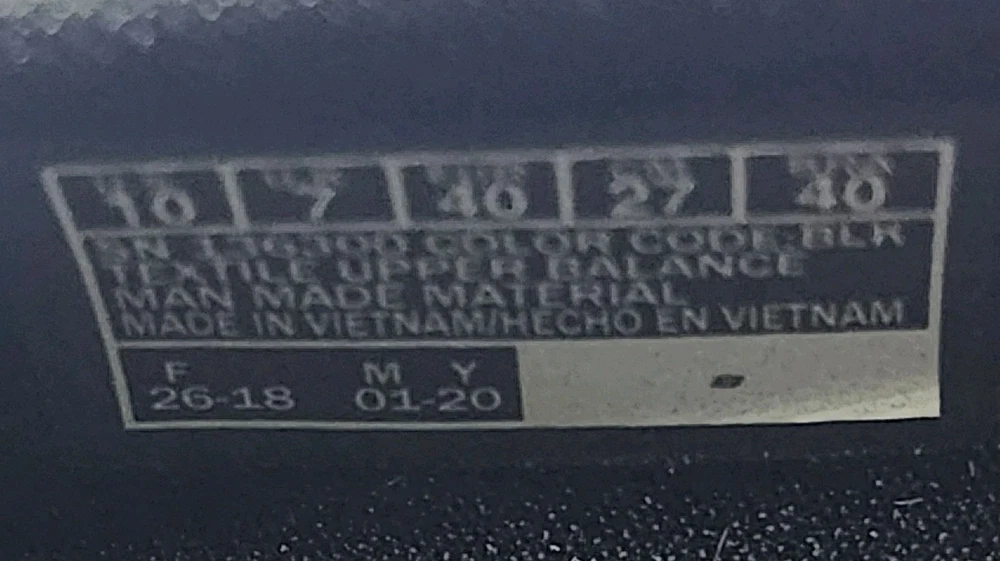 10 7 40 27 40
SN COLOR CODE:BLK
TEXTILE UPPER BALANCE
MAN MADE MATERIAL
MADE IN VIETNAM/HECHO EN VIETNAM
F M Y
26-18 01-20